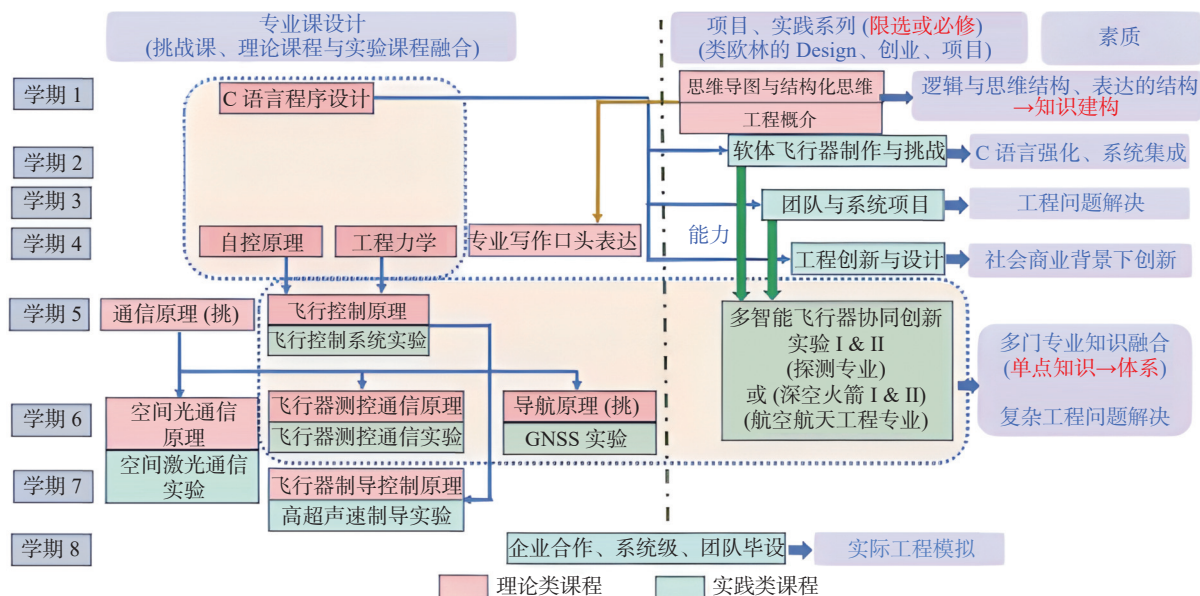 专业课设计
(挑战课、理论课程与实验课程融合)
项目、实践系列 (限选或必修)
(类欧林的 Design、创业、项目)
素质
学期 1
C 语言程序设计
思维导图与结构化思维
工程概介
逻辑与思维结构、表达的结构
→知识建构
学期 2
软体飞行器制作与挑战
C 语言强化、系统集成
学期 3
团队与系统项目
工程问题解决
学期 4
自控原理
工程力学
专业写作口头表达
能力
工程创新与设计
社会商业背景下创新
学期 5
通信原理 (挑)
飞行控制原理
飞行控制系统实验
多智能飞行器协同创新
实验 I & II
(探测专业)
或 (深空火箭 I & II)
(航空航天工程专业)
多门专业知识融合
(单点知识→体系)
复杂工程问题解决
学期 6
空间光通信
原理
空间激光通信
实验
飞行器测控通信原理
飞行器测控通信实验
导航原理 (挑)
GNSS 实验
学期 7
飞行器制导控制原理
高超声速制导实验
学期 8
企业合作、系统级、团队毕设
实际工程模拟
理论类课程
实践类课程